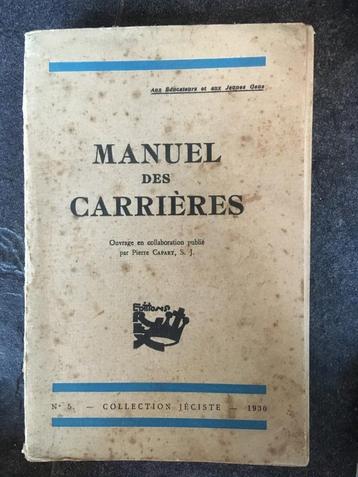 Aux Éducateurs et aux Jeunes Gens
MANUEL
DES
CARRIÈRES
Ouvrage en collaboration publié
par Pierre CAPART, S. J.
Éditions
REX
N° 5. — COLLECTION JÉCISTE — 1930